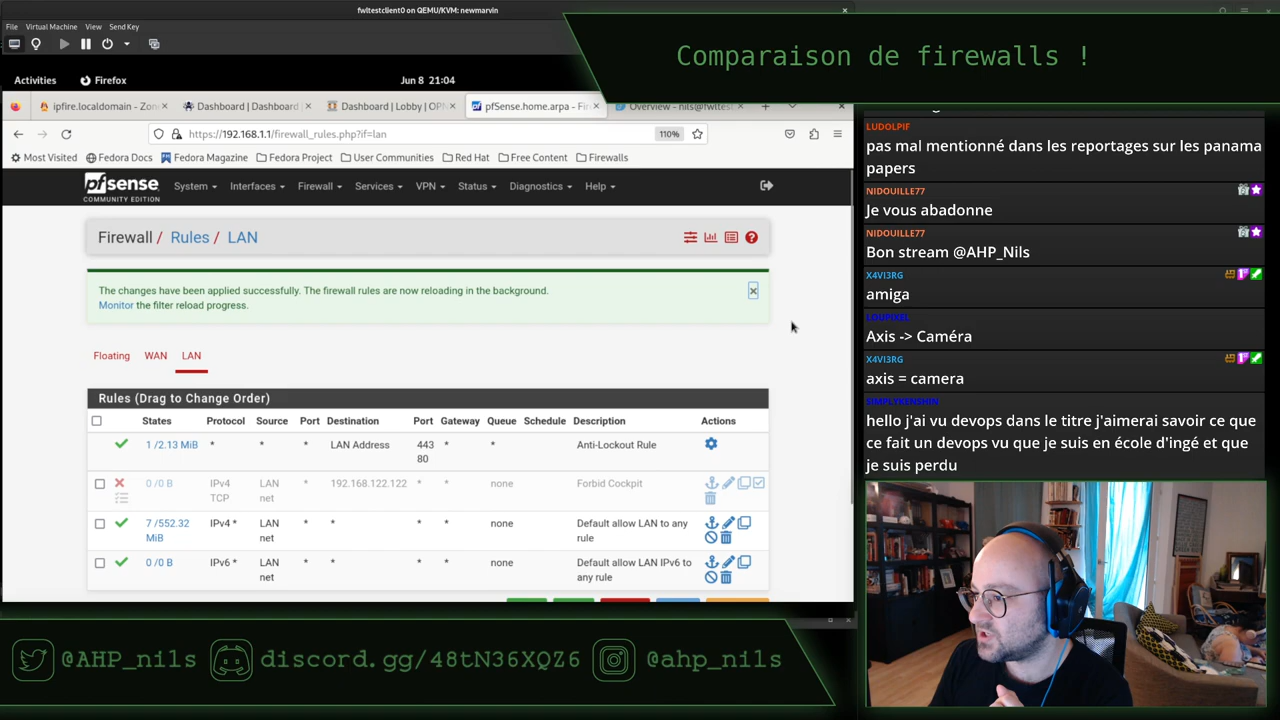 fwltestclient0 on QEMU/KVM: newmarvin
File Virtual Machine View Send Key
Comparaison de firewalls !
Activities Firefox Jun 8 21:04
ipfire.localdomain - Zon
Dashboard | Dashboard
Dashboard | Lobby | OPN
pfSense.home.arpa - Fir
Overview - nils@fwltes
https://192.168.1.1/firewall_rules.php?if=lan 110%
Most Visited Fedora Docs Fedora Magazine Fedora Project User Communities Red Hat Free Content Firewalls
pfsense
COMMUNITY EDITION
System Interfaces Firewall Services VPN Status Diagnostics Help
Firewall / Rules / LAN
The changes have been applied successfully. The firewall rules are now reloading in the background.
Monitor the filter reload progress.
Floating WAN LAN
Rules (Drag to Change Order)
States Protocol Source Port Destination Port Gateway Queue Schedule Description Actions
1 /2.13 MiB * * * LAN Address 443 * * Anti-Lockout Rule
80
0 /0 B IPv4 LAN * 192.168.122.122 * * none Forbid Cockpit
TCP net
7 /552.32 IPv4 * LAN * * * * none Default allow LAN to any
MiB net rule
0 /0 B IPv6 * LAN * * * * none Default allow LAN IPv6 to
net any rule
LUDOLPIF
pas mal mentionné dans les reportages sur les panama
papers
NIDOUILLE77
Je vous abadonne
NIDOUILLE77
Bon stream @AHP_Nils
X4VI3RG
amiga
LOUPIXEL
Axis -> Caméra
X4VI3RG
axis = camera
SIMPLYKENSHIN
hello j'ai vu devops dans le titre j'aimerai savoir ce que
ce fait un devops vu que je suis en école d'ingé et que
je suis perdu
@AHP_nils discord.gg/48tN36XQZ6 @ahp_nils